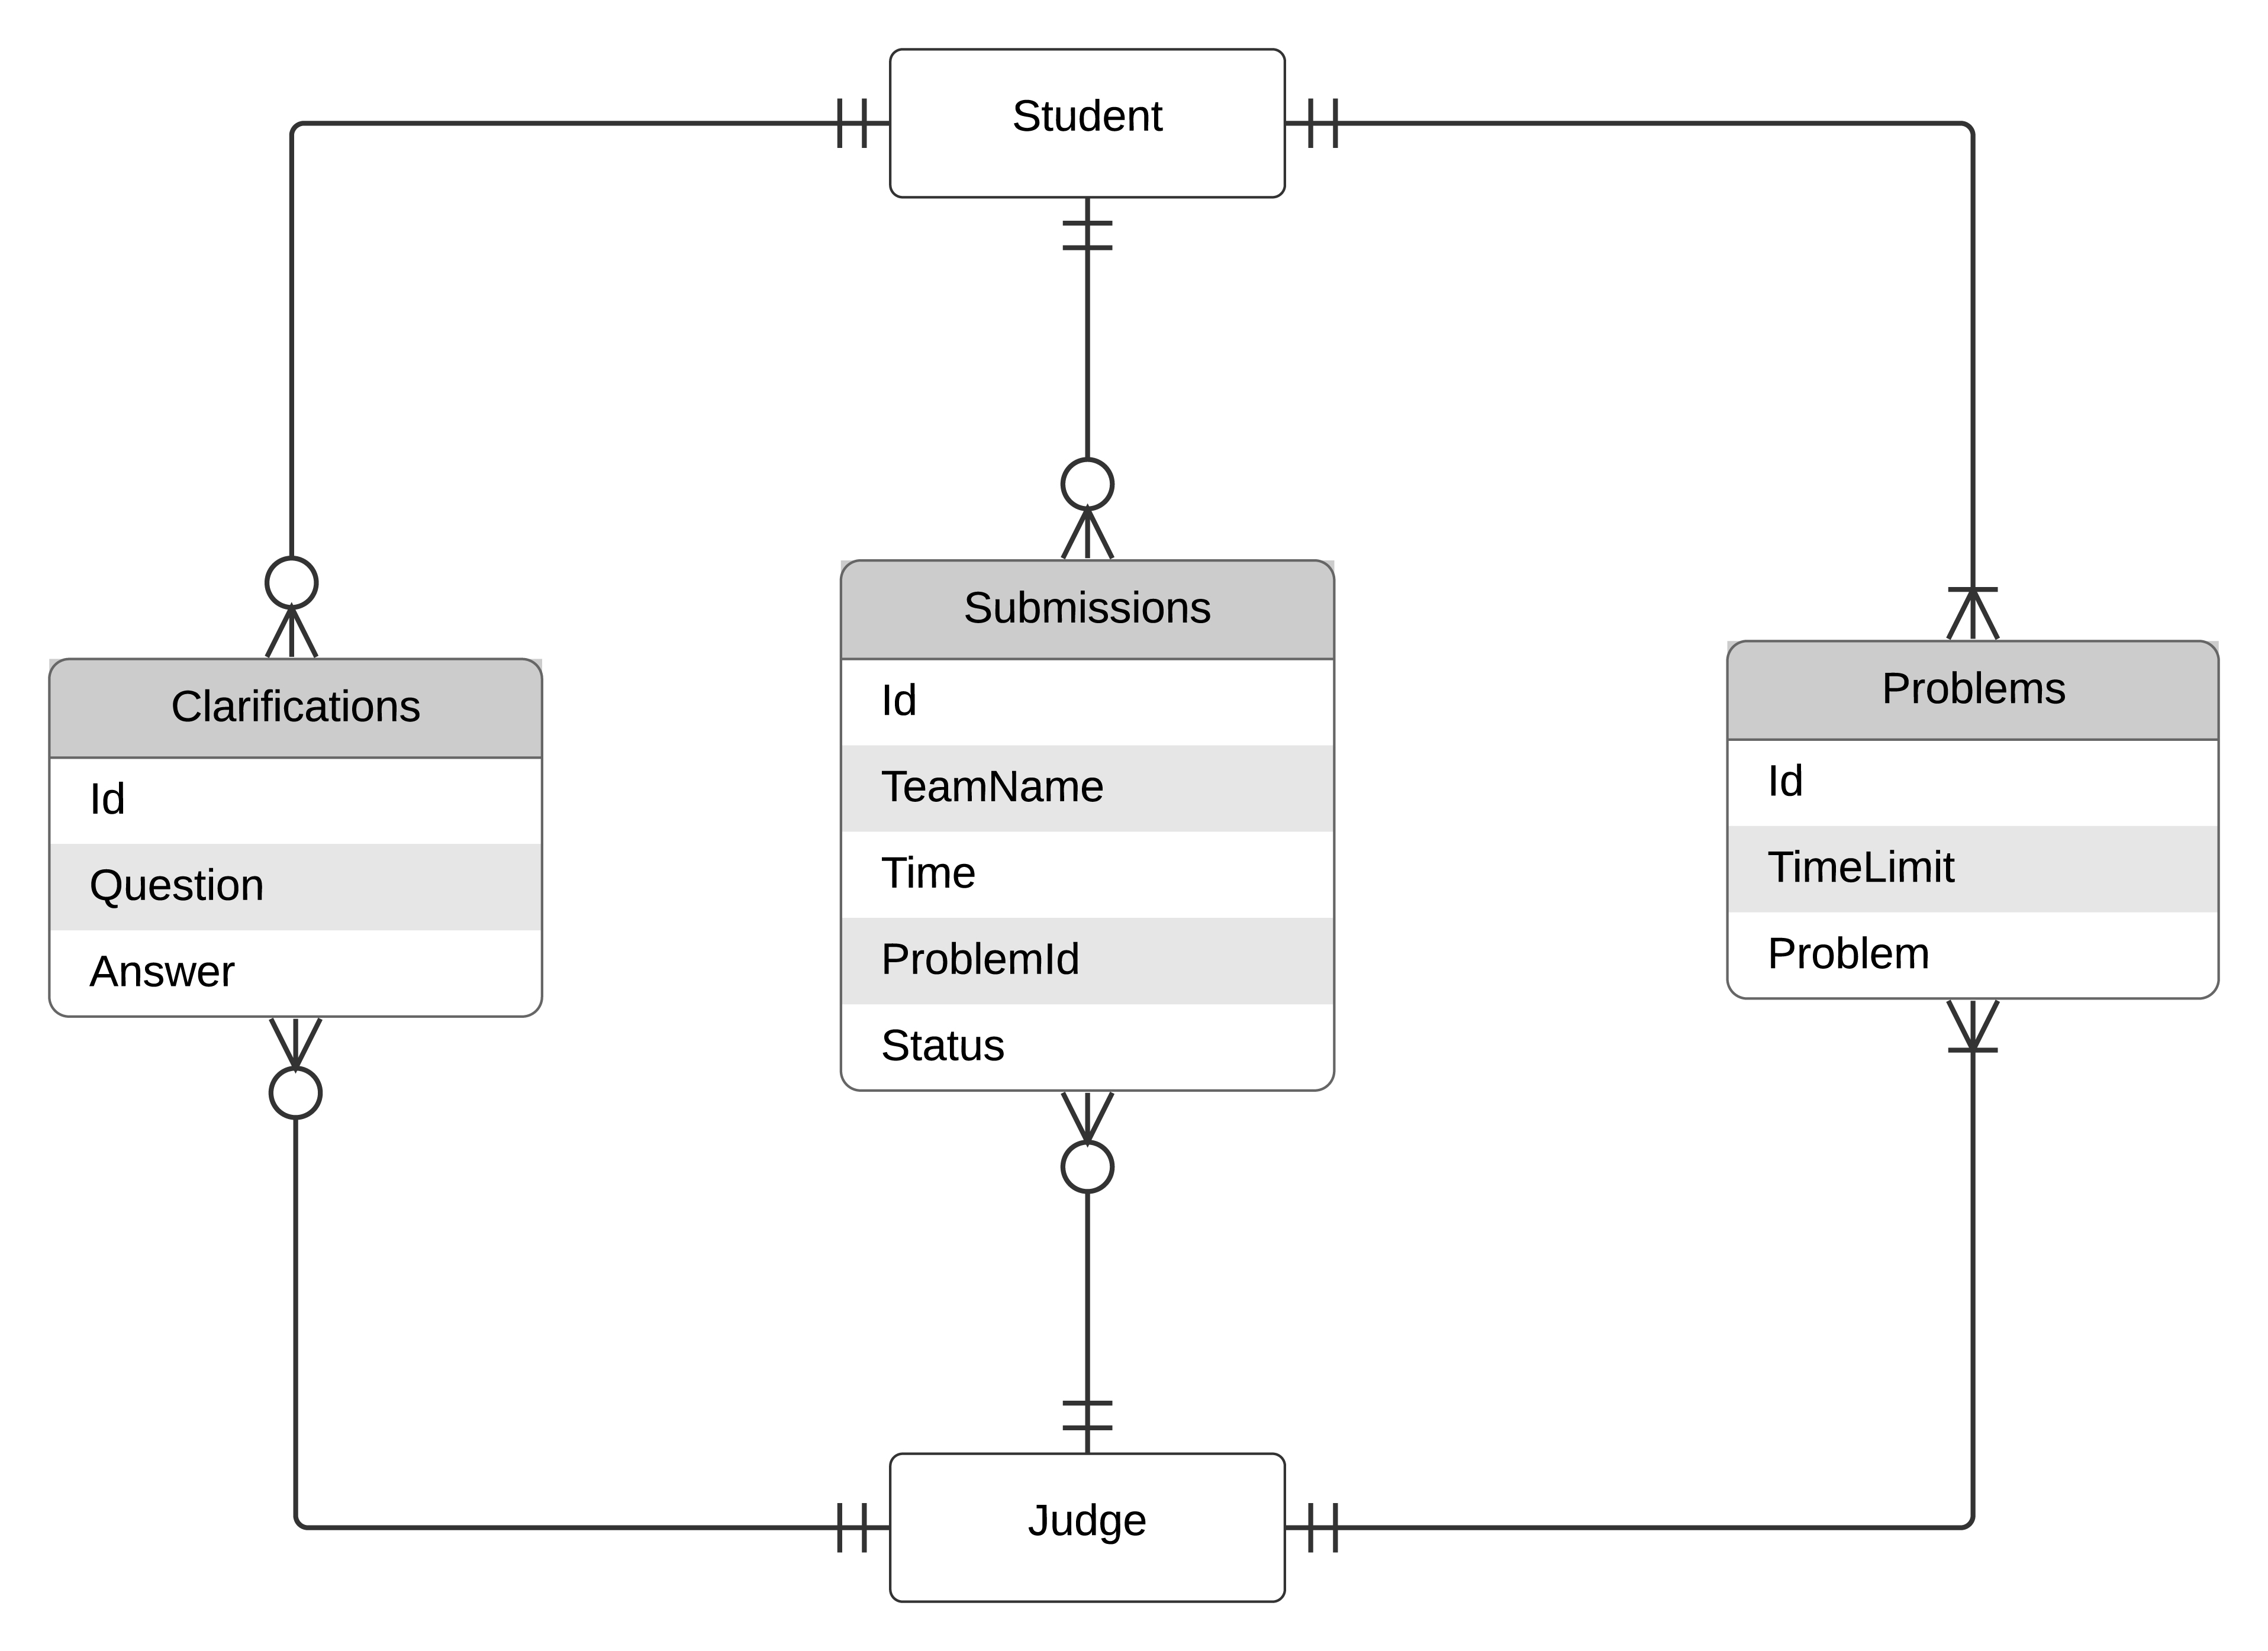 Student
Clarifications
Id
Question
Answer
Submissions
Id
TeamName
Time
ProblemId
Status
Problems
Id
TimeLimit
Problem
Judge